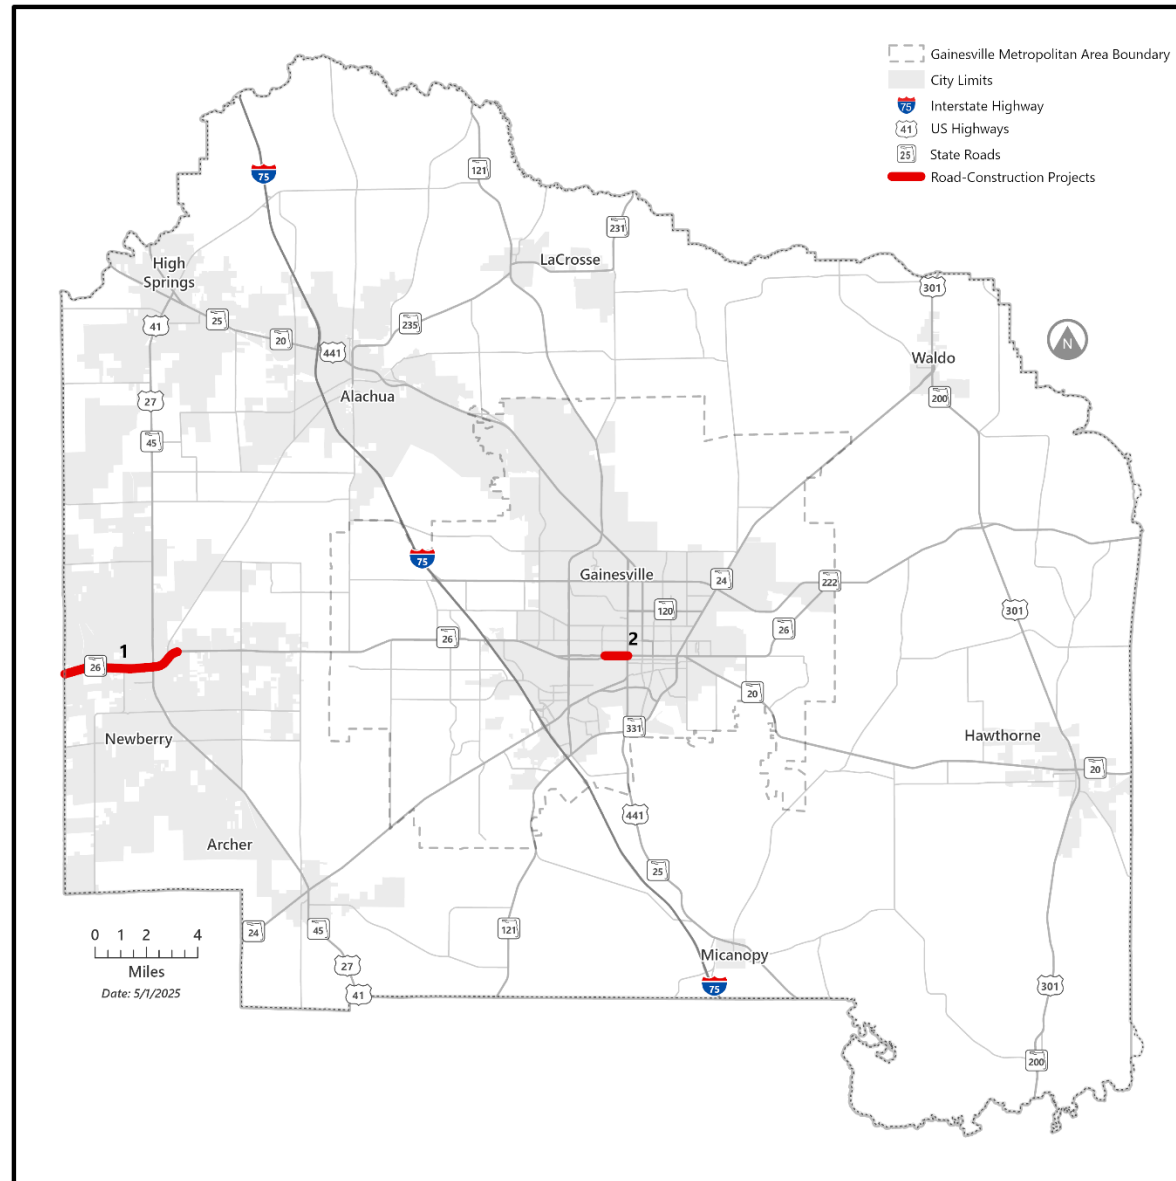 Gainesville Metropolitan Area Boundary
City Limits
75 Interstate Highway
41 US Highways
25 State Roads
Road-Construction Projects
75
121
231
LaCrosse
High
Springs
301
41
25
235
20
441
N
Waldo
Alachua
200
27
45
75
Gainesville
24
222
120
301
26
26
2
1
26
20
331
Newberry
Hawthorne
20
441
Archer
25
24
45
121
0 1 2 4
Miles
Date: 5/1/2025
27
41
Micanopy
75
301
200